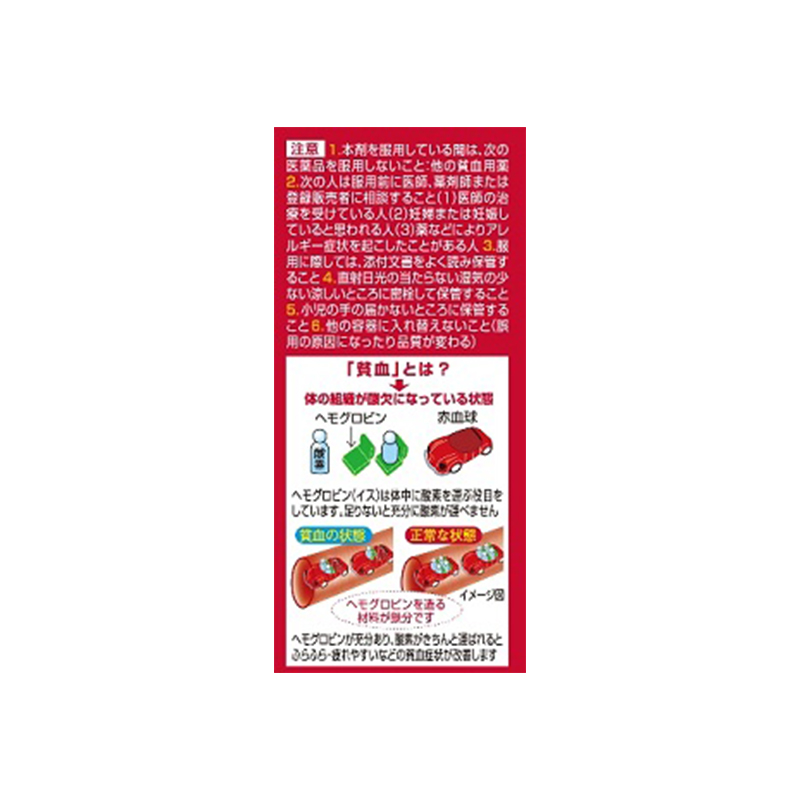 注意 1.本剤を服用している間は、次の
医薬品を服用しないこと:他の貧血用薬
2.次の人は服用前に医師、薬剤師または
登録販売者に相談すること(1)医師の治
療を受けている人(2)妊婦または妊娠し
ていると思われる人(3)薬などによりアレ
ルギー症状を起こしたことがある人 3.服
用に際しては、添付文書をよく読み保管す
ること 4.直射日光の当たらない湿気の少
ない涼しいところに密栓して保管すること
5.小児の手の届かないところに保管する
こと 6.他の容器に入れ替えないこと(誤
用の原因になったり品質が変わる)
「貧血」とは?
体の組織が酸欠になっている状態
ヘモグロビン
赤血球
酸素
ヘモグロビン(イス)は体中に酸素を運ぶ役目を
しています。足りないと充分に酸素が運べません
貧血の状態
正常な状態
イメージ図
ヘモグロビンを造る
材料が鉄分です
ヘモグロビンが充分あり、酸素がきちんと運ばれると
ふらふら・疲れやすいなどの貧血症状が改善します